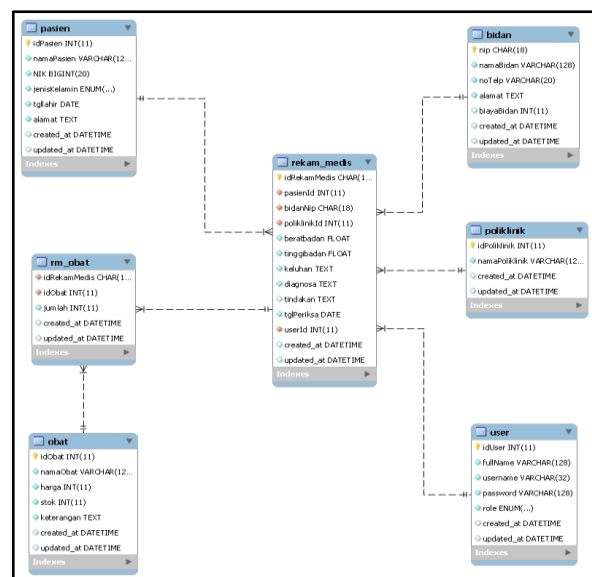 pasien
idPasien INT(11)
namaPasien VARCHAR(12...
NIK BIGINT(20)
jenisKelamin ENUM(...)
tgllahir DATE
alamat TEXT
created_at DATETIME
updated_at DATETIME
Indexes
bidan
nip CHAR(18)
namaBidan VARCHAR(128)
noTelp VARCHAR(20)
alamat TEXT
biayaBidan INT(11)
created_at DATETIME
updated_at DATETIME
Indexes
rekam_medis
idRekamMedis CHAR(1...
pasienId INT(11)
bidanNip CHAR(18)
poliklinikId INT(11)
beratbadan FLOAT
tinggibadan FLOAT
keluhan TEXT
diagnosa TEXT
tindakan TEXT
tglPeriksa DATE
userId INT(11)
created_at DATETIME
updated_at DATETIME
Indexes
poliklinik
idPoliklinik INT(11)
namaPoliklinik VARCHAR(12...
created_at DATETIME
updated_at DATETIME
Indexes
rm_obat
idRekamMedis CHAR(1...
idObat INT(11)
jumlah INT(11)
created_at DATETIME
updated_at DATETIME
Indexes
obat
idObat INT(11)
namaObat VARCHAR(12...
harga INT(11)
stok INT(11)
keterangan TEXT
created_at DATETIME
updated_at DATETIME
Indexes
user
idUser INT(11)
fullName VARCHAR(128)
username VARCHAR(32)
password VARCHAR(128)
role ENUM(...)
created_at DATETIME
updated_at DATETIME
Indexes